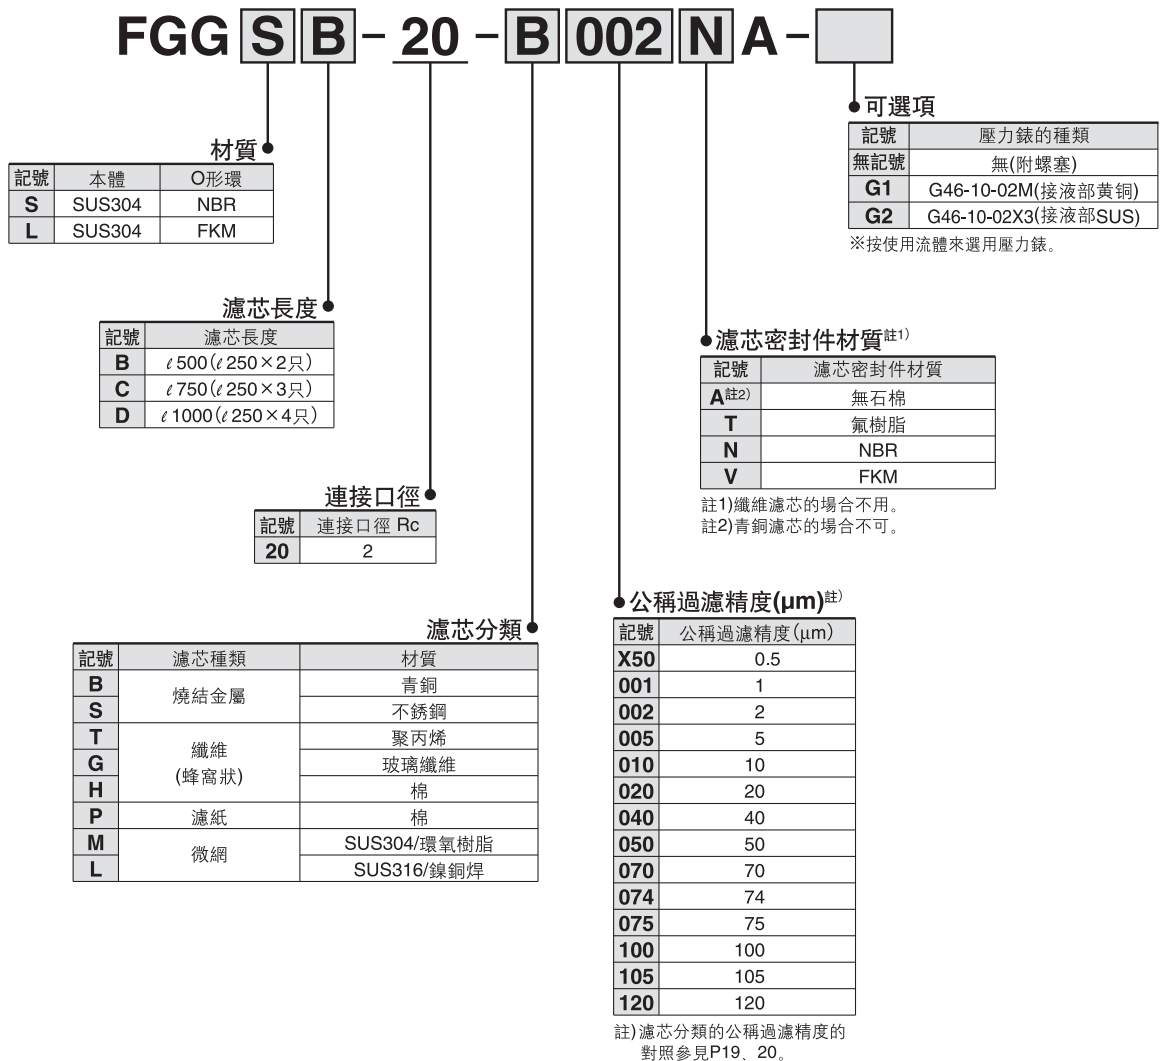 FGG S B - 20 - B 002 N A -
材質
記號 本體 O形環
S SUS304 NBR
L SUS304 FKM
濾芯長度
記號 濾芯長度
B ℓ500(ℓ250×2只)
C ℓ750(ℓ250×3只)
D ℓ1000(ℓ250×4只)
連接口徑
記號 連接口徑 Rc
20 2
濾芯分類
記號 濾芯種類 材質
B 燒結金屬 青銅
S 不銹鋼
T 纖維(蜂窩狀) 聚丙烯
G 玻璃纖維
H 棉
P 濾紙 棉
M 微網 SUS304/環氧樹脂
L SUS316/鎳銅焊
可選項
記號 壓力錶的種類
無記號 無(附螺塞)
G1 G46-10-02M(接液部黄铜)
G2 G46-10-02X3(接液部SUS)
※按使用流體來選用壓力錶。
濾芯密封件材質註1)
記號 濾芯密封件材質
A註2) 無石棉
T 氟樹脂
N NBR
V FKM
註1)纖維濾芯的場合不用。
註2)青銅濾芯的場合不可。
公稱過濾精度(μm)註)
記號 公稱過濾精度(μm)
X50 0.5
001 1
002 2
005 5
010 10
020 20
040 40
050 50
070 70
074 74
075 75
100 100
105 105
120 120
註)濾芯分類的公稱過濾精度的
對照參見P19、20。